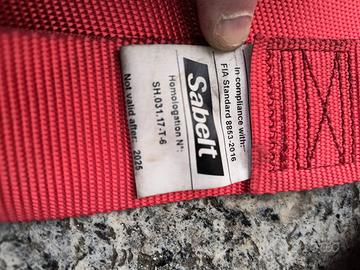 in compliance with:
FIA Standard 8853-2016
Sabelt
Homologation N°:
SH.031.17-T-6
Not valid after: 2025